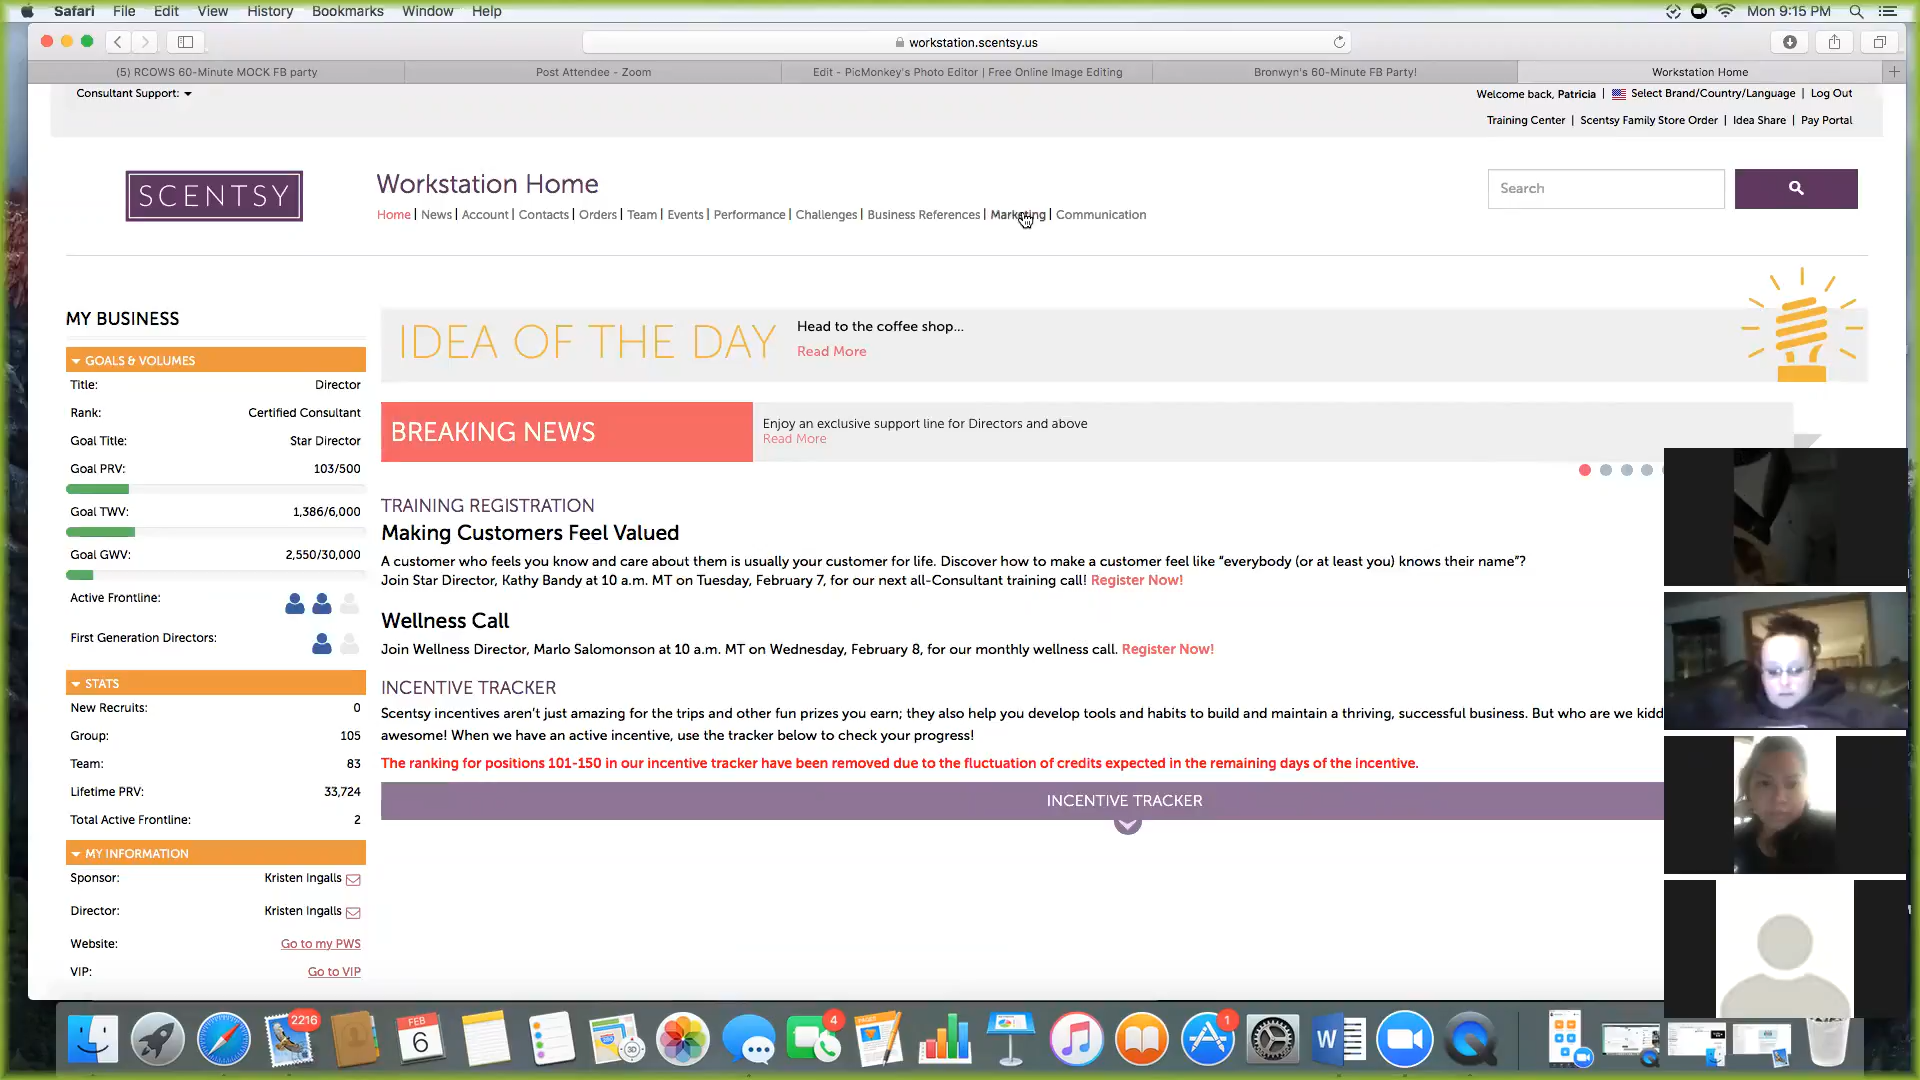 Safari File Edit View History Bookmarks Window Help Mon 9:15 PM
workstation.scentsy.us
(5) RCOWS 60-Minute MOCK FB party Post Attendee - Zoom Edit - PicMonkey's Photo Editor | Free Online Image Editing Bronwyn's 60-Minute FB Party! Workstation Home
Consultant Support: Welcome back, Patricia | Select Brand/Country/Language | Log Out
Training Center | Scentsy Family Store Order | Idea Share | Pay Portal
SCENTSY
Workstation Home
Search
Home | News | Account | Contacts | Orders | Team | Events | Performance | Challenges | Business References | Marketing | Communication
MY BUSINESS
GOALS & VOLUMES
Title: Director
Rank: Certified Consultant
Goal Title: Star Director
Goal PRV: 103/500
Goal TWV: 1,386/6,000
Goal GWV: 2,550/30,000
Active Frontline:
First Generation Directors:
STATS
New Recruits: 0
Group: 105
Team: 83
Lifetime PRV: 33,724
Total Active Frontline: 2
MY INFORMATION
Sponsor: Kristen Ingalls
Director: Kristen Ingalls
Website: Go to my PWS
VIP: Go to VIP
IDEA OF THE DAY
Head to the coffee shop...
Read More
BREAKING NEWS
Enjoy an exclusive support line for Directors and above
Read More
TRAINING REGISTRATION
Making Customers Feel Valued
A customer who feels you know and care about them is usually your customer for life. Discover how to make a customer feel like “everybody (or at least you) knows their name”?
Join Star Director, Kathy Bandy at 10 a.m. MT on Tuesday, February 7, for our next all-Consultant training call! Register Now!
Wellness Call
Join Wellness Director, Marlo Salomonson at 10 a.m. MT on Wednesday, February 8, for our monthly wellness call. Register Now!
INCENTIVE TRACKER
Scentsy incentives aren't just amazing for the trips and other fun prizes you earn; they also help you develop tools and habits to build and maintain a thriving, successful business. But who are we kidd
awesome! When we have an active incentive, use the tracker below to check your progress!
The ranking for positions 101-150 in our incentive tracker have been removed due to the fluctuation of credits expected in the remaining days of the incentive.
INCENTIVE TRACKER
2216
FEB
6
3D
4
PAGES
1
W